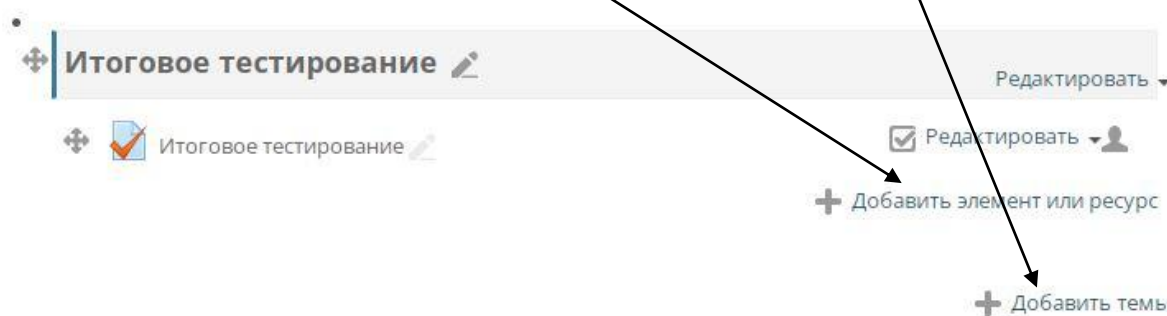 Итоговое тестирование
Редактировать
Итоговое тестирование
Редактировать
Добавить элемент или ресурс
Добавить темы